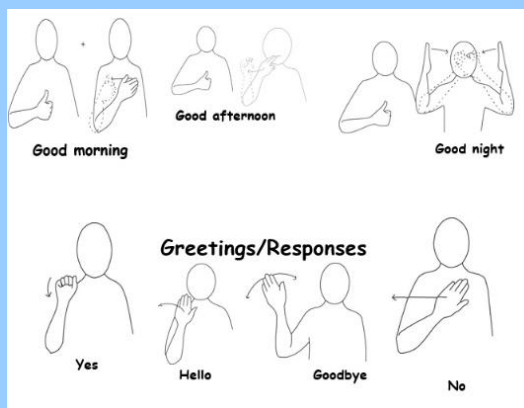 Good morning
Good afternoon
Good night
Greetings/Responses
Yes
Hello
Goodbye
No